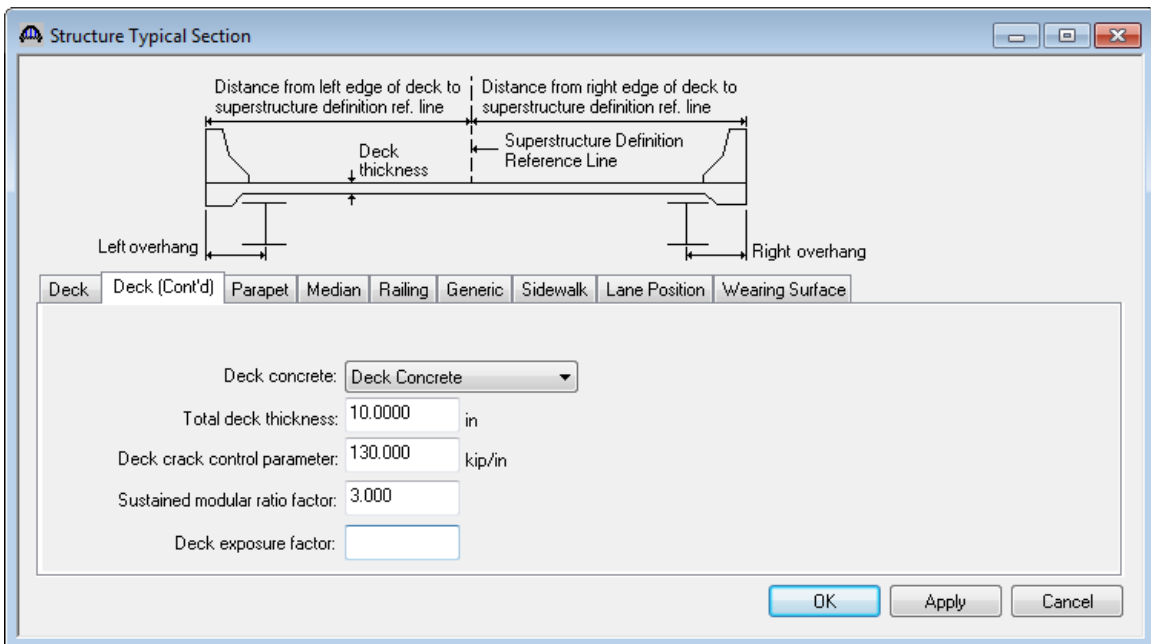 Structure Typical Section
Distance from left edge of deck to
superstructure definition ref. line
Distance from right edge of deck to
superstructure definition ref. line
Deck
thickness
Superstructure Definition
Reference Line
Left overhang
Right overhang
Deck
Deck (Cont'd)
Parapet
Median
Railing
Generic
Sidewalk
Lane Position
Wearing Surface
Deck concrete: Deck Concrete
Total deck thickness: 10.0000 in
Deck crack control parameter: 130.000 kip/in
Sustained modular ratio factor: 3.000
Deck exposure factor:
OK
Apply
Cancel